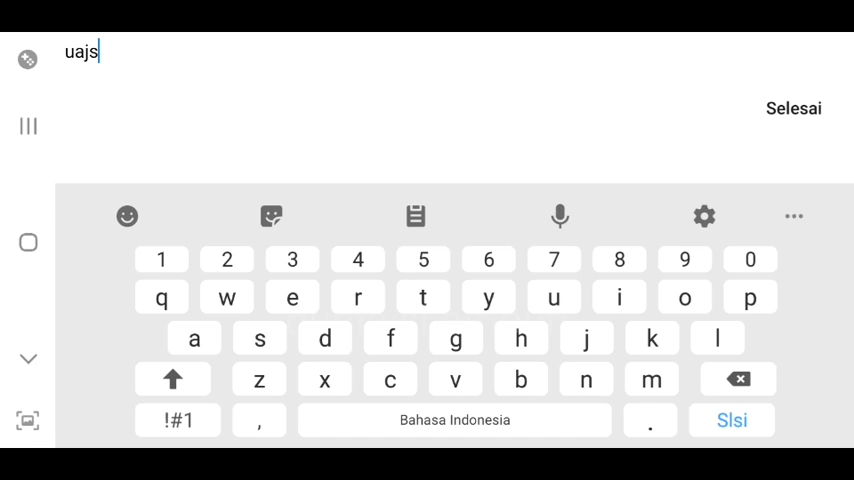 uajs
Selesai
1 2 3 4 5 6 7 8 9 0
q w e r t y u i o p
a s d f g h j k l
z x c v b n m
!#1 , Bahasa Indonesia . Slsi